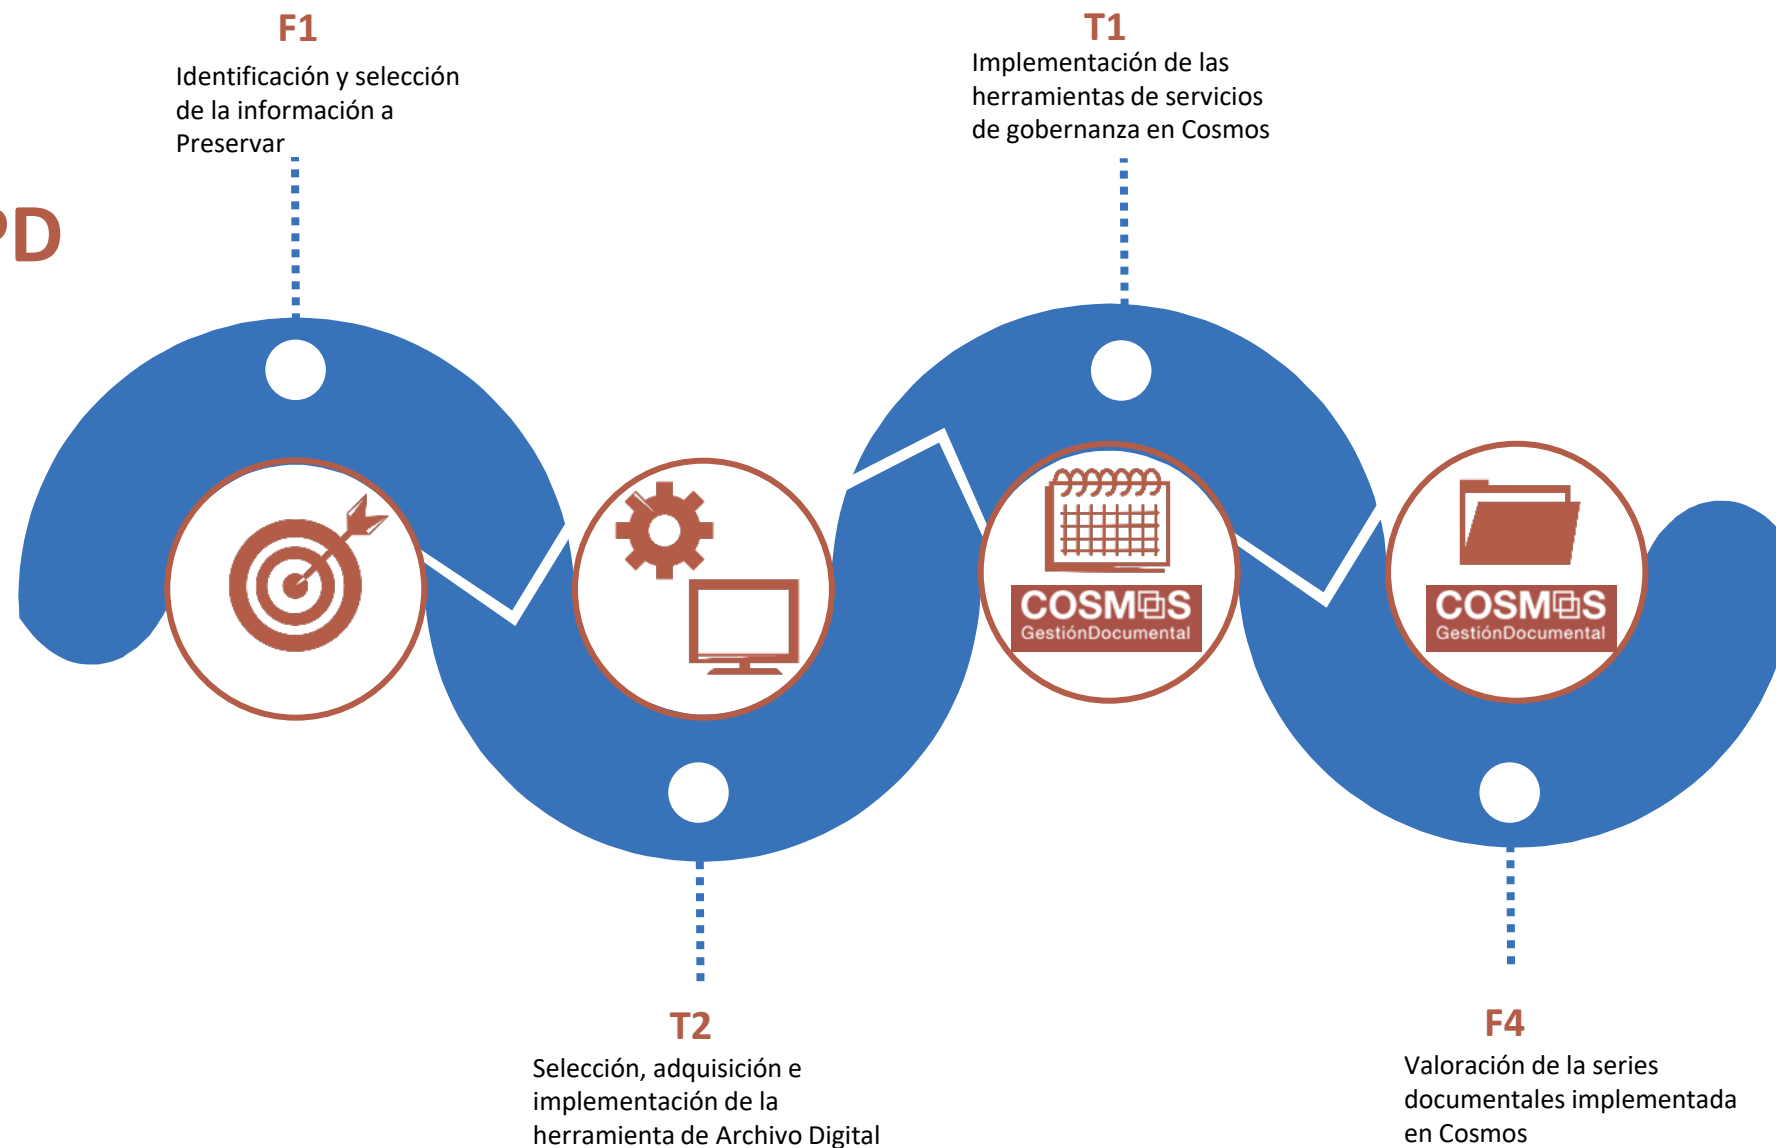 F1
Identificación y selección
de la información a
Preservar
T1
Implementación de las
herramientas de servicios
de gobernanza en Cosmos
PD
COSMOS
GestiónDocumental
COSMOS
GestiónDocumental
T2
Selección, adquisición e
implementación de la
herramienta de Archivo Digital
F4
Valoración de la series
documentales implementada
en Cosmos